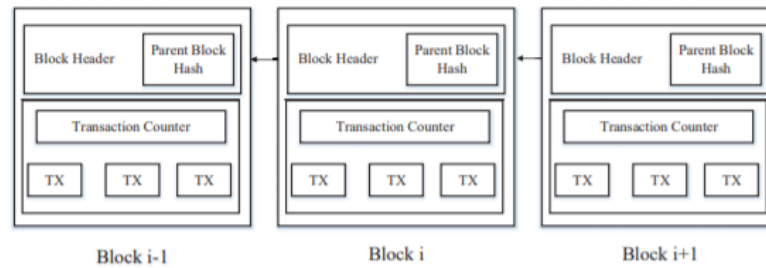 Block Header
Parent Block
Hash
Block Header
Parent Block
Hash
Block Header
Parent Block
Hash
Transaction Counter
Transaction Counter
Transaction Counter
TX TX TX
TX TX TX
TX TX TX
Block i-1
Block i
Block i+1